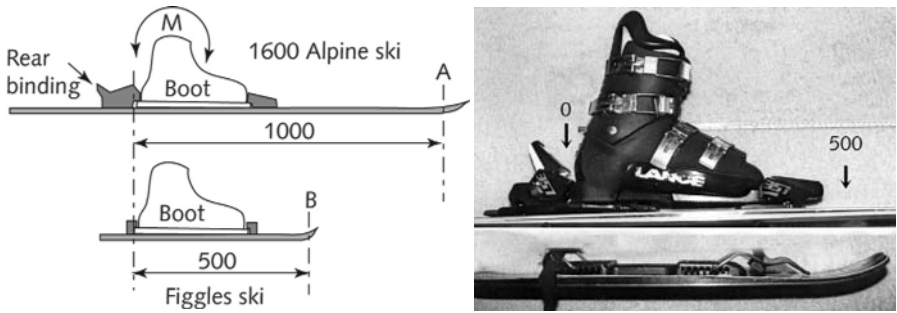 M
1600 Alpine ski
A
Rear
binding
Boot
1000
B
Boot
500
Figgles ski
0
500
LANGE